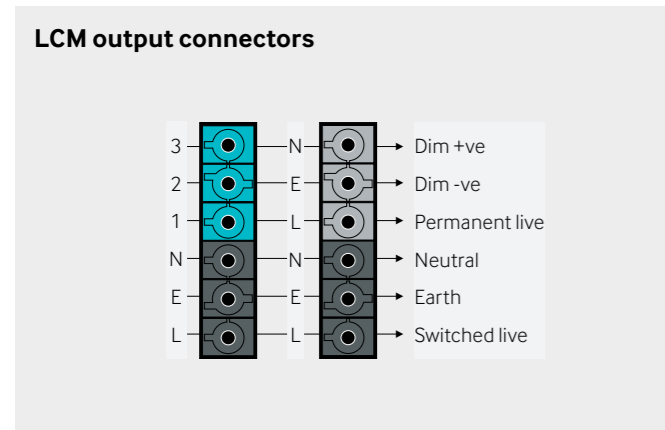 LCM output connectors
3 N Dim +ve
2 E Dim -ve
1 L Permanent live
N N Neutral
E E Earth
L L Switched live